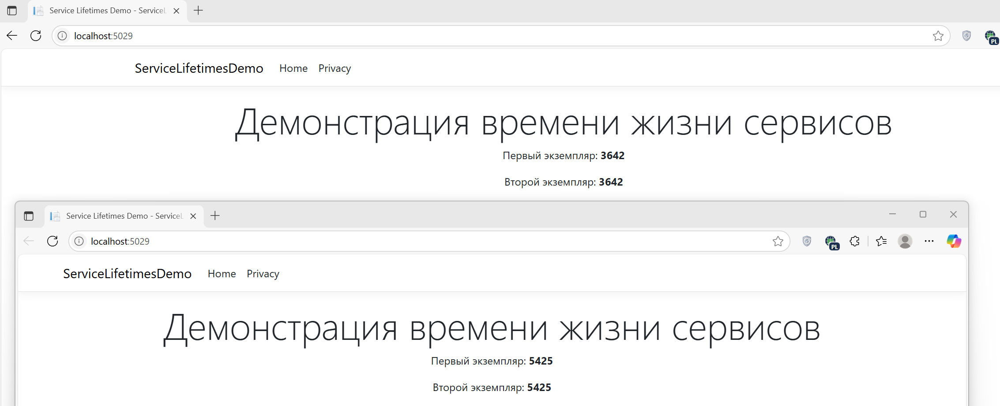 Service Lifetimes Demo - ServiceL
localhost:5029
PL
ServiceLifetimesDemo Home Privacy
Демонстрация времени жизни сервисов
Первый экземпляр: 3642
Второй экземпляр: 3642
Service Lifetimes Demo - ServiceL
localhost:5029
PL
ServiceLifetimesDemo Home Privacy
Демонстрация времени жизни сервисов
Первый экземпляр: 5425
Второй экземпляр: 5425